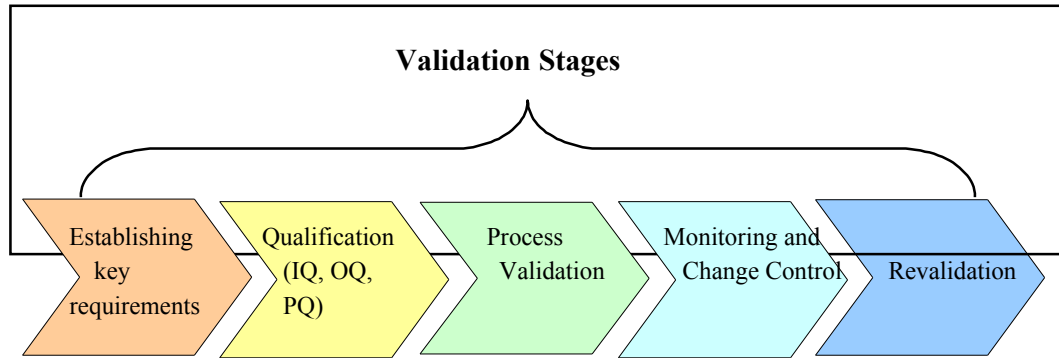 Validation Stages
Establishing
key
requirements
Qualification
(IQ, OQ,
PQ)
Process
Validation
Monitoring and
Change Control
Revalidation